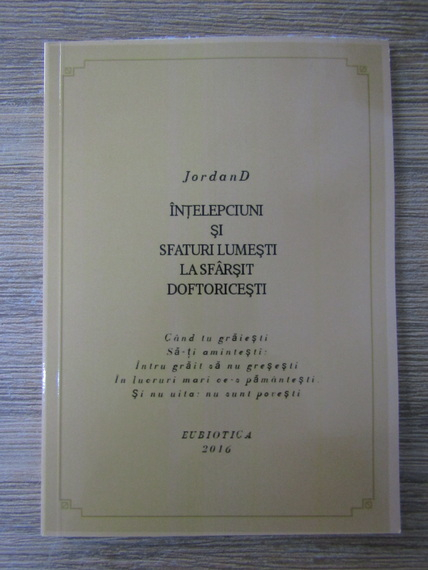 JordanD
ÎNȚELEPCIUNI
ȘI
SFATURI LUMEȘTI
LA SFÂRȘIT
DOFTORICEȘTI
Când tu grăiești
Să-ți amintești:
Întru grăit să nu greșești
În lucruri mari ce-s pământești
Și nu uita: nu sunt povești
EUBIOTICA
2016